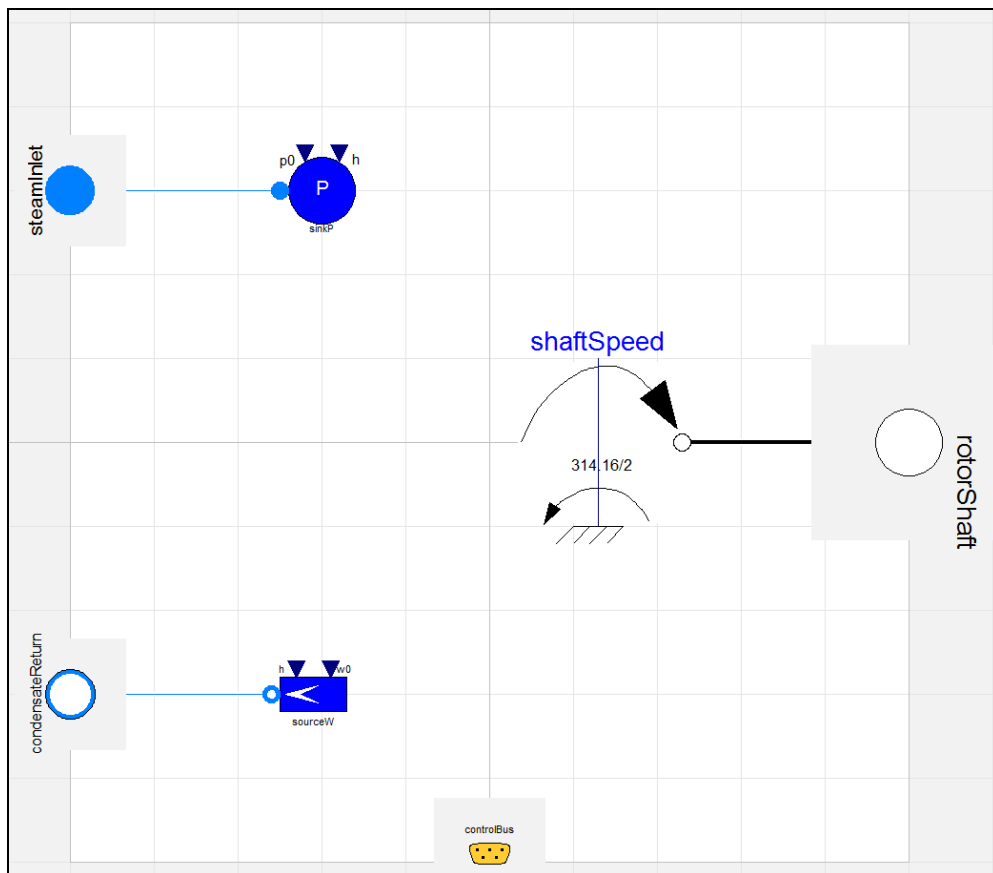 steamInlet
p0
h
P
sinkP
shaftSpeed
314.16/2
rotorShaft
condensateReturn
h
w0
sourceW
controlBus